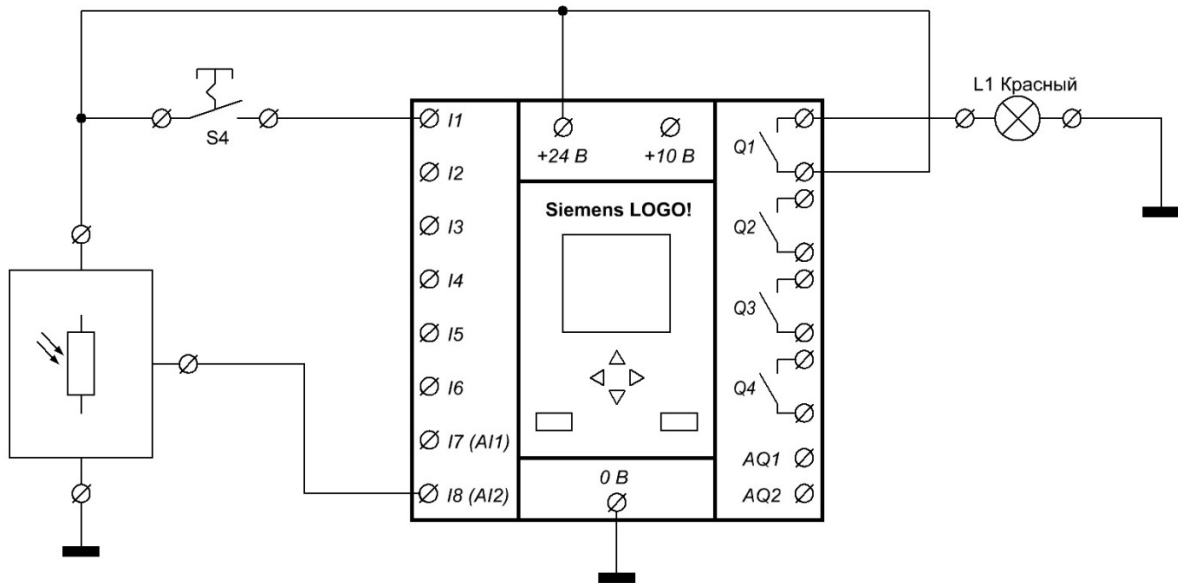 L1 Красный
S4
I1
+24 В
+10 В
Q1
I2
Siemens LOGO!
Q2
I3
I4
Q3
I5
I6
Q4
I7 (AI1)
AQ1
I8 (AI2)
0 В
AQ2